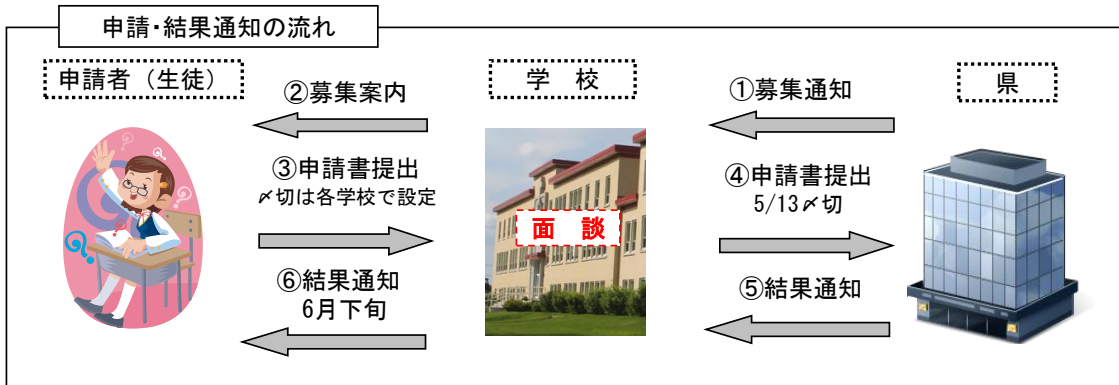 申請・結果通知の流れ
申請者（生徒）
学　校
県
②募集案内
①募集通知
③申請書提出
〆切は各学校で設定
④申請書提出
5/13〆切
面　談
⑥結果通知
6月下旬
⑤結果通知